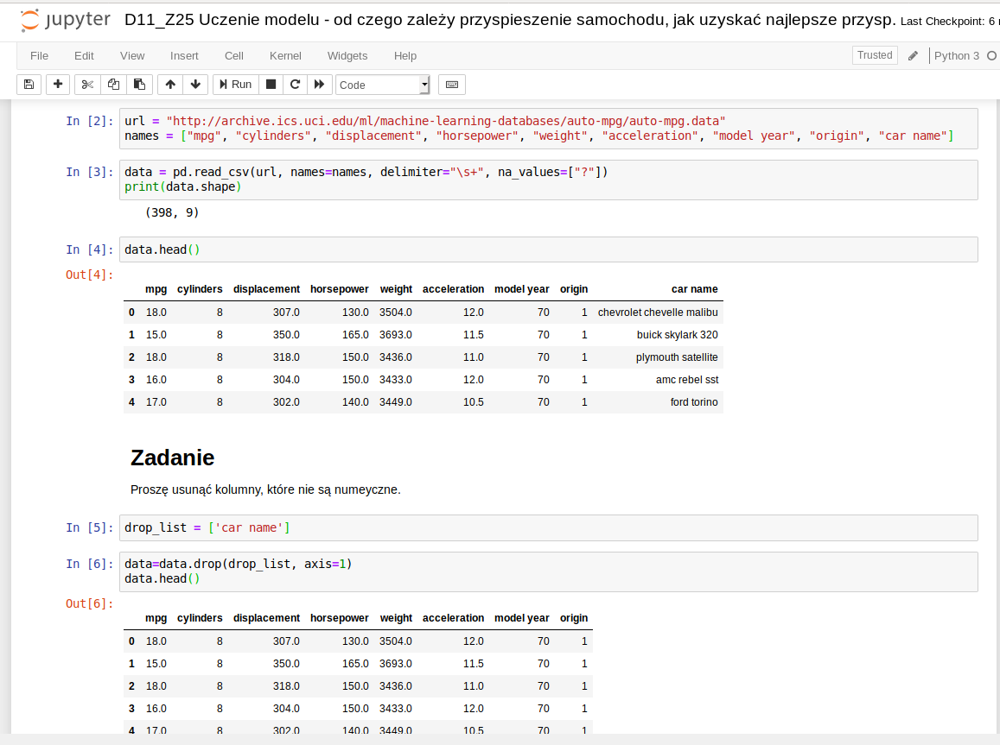 jupyter D11_Z25 Uczenie modelu - od czego zależy przyspieszenie samochodu, jak uzyskać najlepsze przysp. Last Checkpoint: 6
File Edit View Insert Cell Kernel Widgets Help Trusted Python 3
Run Code
In [2]: url = "http://archive.ics.uci.edu/ml/machine-learning-databases/auto-mpg/auto-mpg.data"
names = ["mpg", "cylinders", "displacement", "horsepower", "weight", "acceleration", "model year", "origin", "car name"]
In [3]: data = pd.read_csv(url, names=names, delimiter="\s+", na_values=["?"])
print(data.shape)
(398, 9)
In [4]: data.head()
Out[4]:
mpg cylinders displacement horsepower weight acceleration model year origin car name
0 18.0 8 307.0 130.0 3504.0 12.0 70 1 chevrolet chevelle malibu
1 15.0 8 350.0 165.0 3693.0 11.5 70 1 buick skylark 320
2 18.0 8 318.0 150.0 3436.0 11.0 70 1 plymouth satellite
3 16.0 8 304.0 150.0 3433.0 12.0 70 1 amc rebel sst
4 17.0 8 302.0 140.0 3449.0 10.5 70 1 ford torino
Zadanie
Proszę usunąć kolumny, które nie są numeyczne.
In [5]: drop_list = ['car name']
In [6]: data=data.drop(drop_list, axis=1)
data.head()
Out[6]:
mpg cylinders displacement horsepower weight acceleration model year origin
0 18.0 8 307.0 130.0 3504.0 12.0 70 1
1 15.0 8 350.0 165.0 3693.0 11.5 70 1
2 18.0 8 318.0 150.0 3436.0 11.0 70 1
3 16.0 8 304.0 150.0 3433.0 12.0 70 1
4 17.0 8 302.0 140.0 3449.0 10.5 70 1